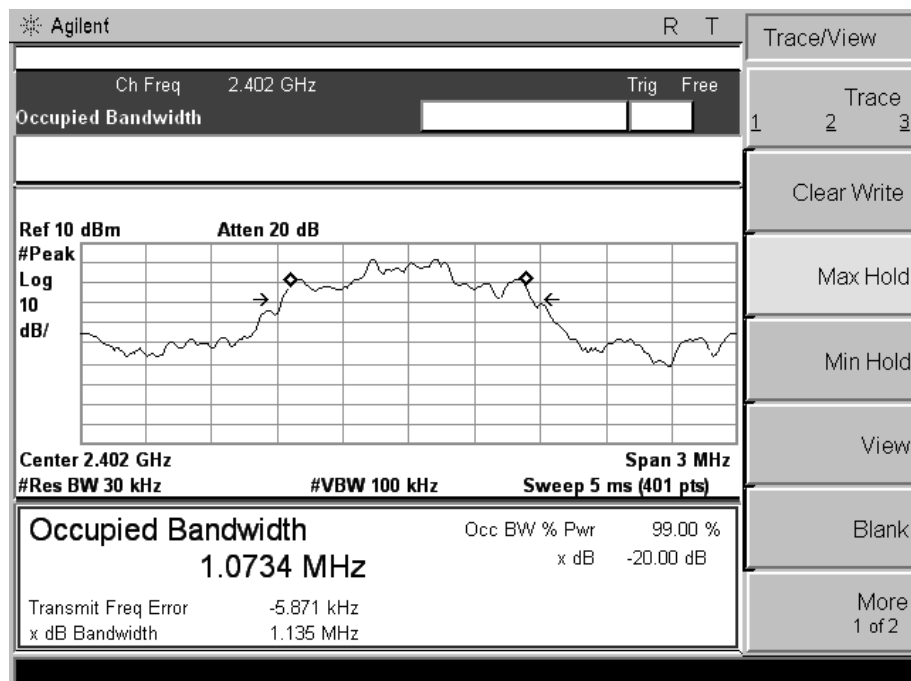 Agilent R T
Ch Freq 2.402 GHz Trig Free
Occupied Bandwidth
Ref 10 dBm Atten 20 dB
#Peak
Log
10
dB/
Center 2.402 GHz Span 3 MHz
#Res BW 30 kHz #VBW 100 kHz Sweep 5 ms (401 pts)
Occupied Bandwidth Occ BW % Pwr 99.00 %
1.0734 MHz x dB -20.00 dB
Transmit Freq Error -5.871 kHz
x dB Bandwidth 1.135 MHz
Trace/View
Trace
1 2 3
Clear Write
Max Hold
Min Hold
View
Blank
More
1 of 2